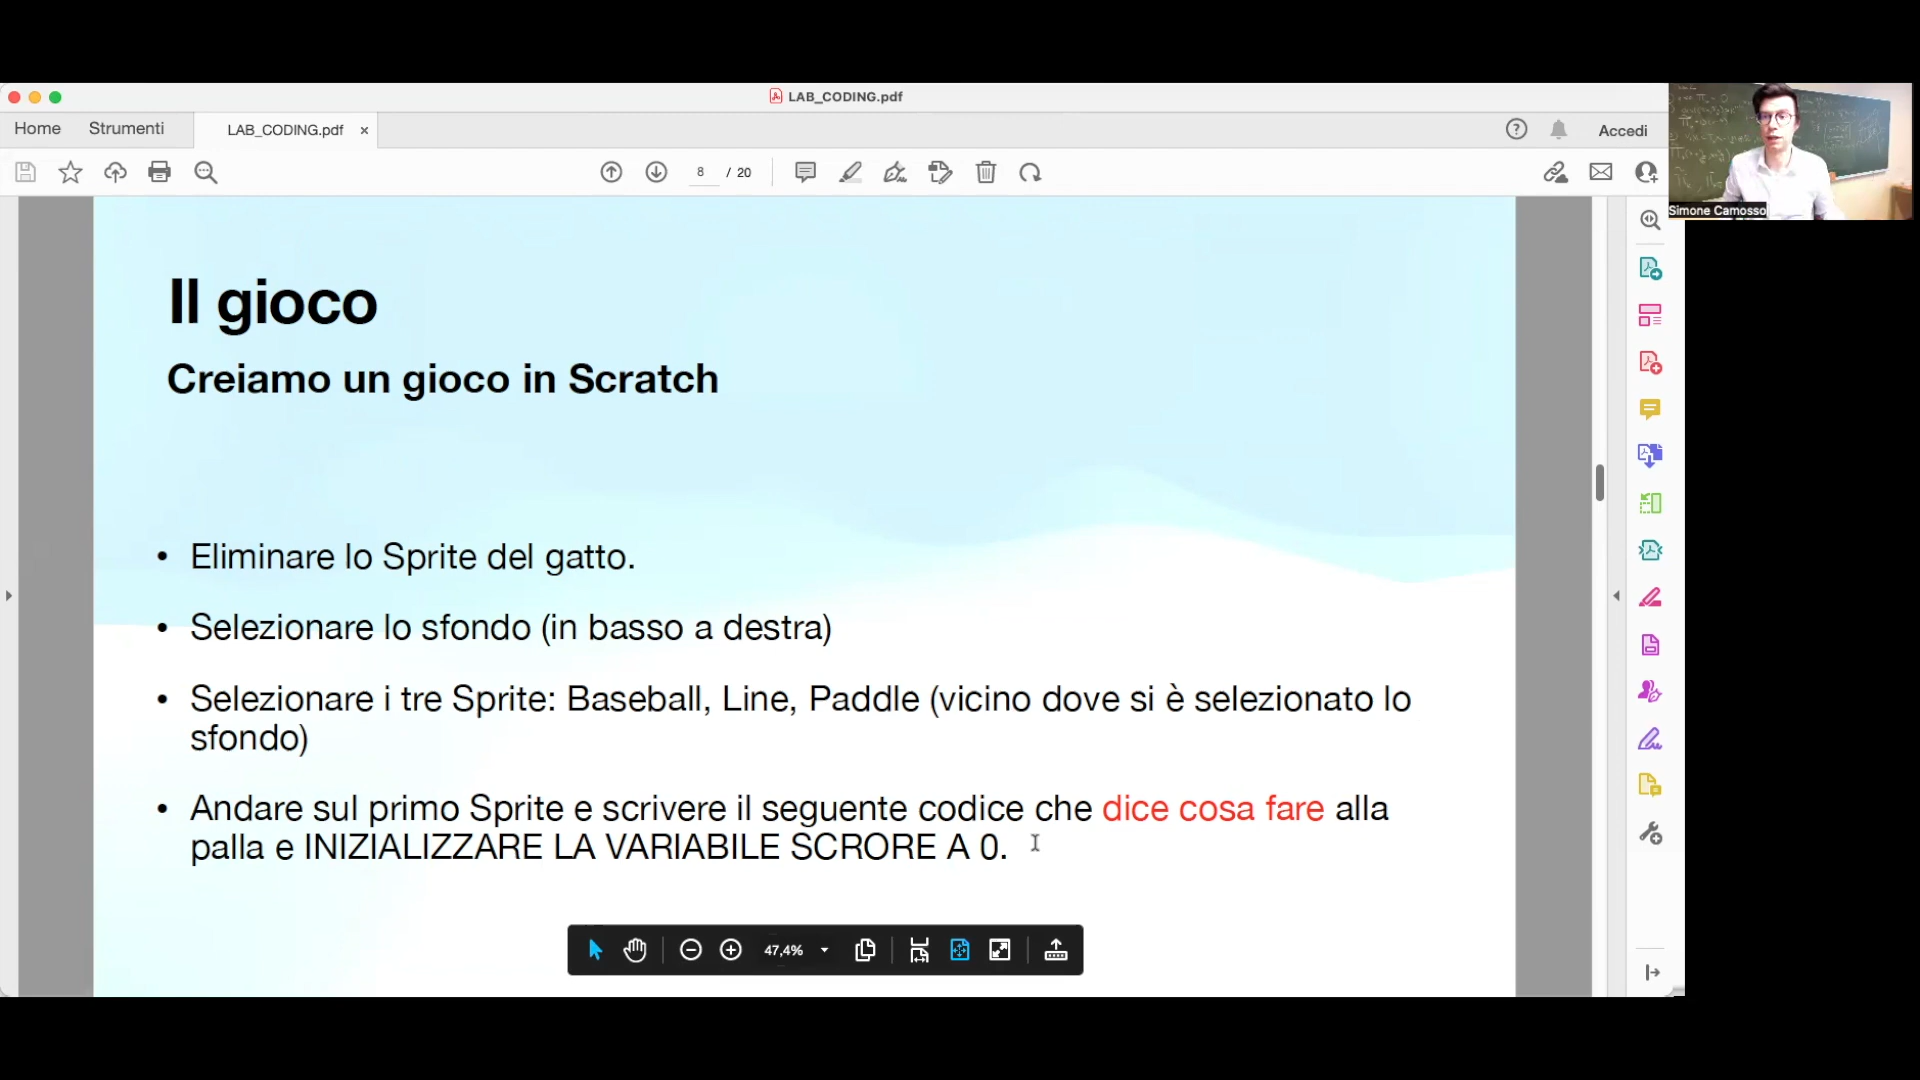 LAB_CODING.pdf
Home Strumenti LAB_CODING.pdf × Accedi
8 / 20
Simone Camosso
Il gioco
Creiamo un gioco in Scratch
• Eliminare lo Sprite del gatto.
• Selezionare lo sfondo (in basso a destra)
• Selezionare i tre Sprite: Baseball, Line, Paddle (vicino dove si è selezionato lo
sfondo)
• Andare sul primo Sprite e scrivere il seguente codice che dice cosa fare alla
palla e INIZIALIZZARE LA VARIABILE SCRORE A 0.
47,4%